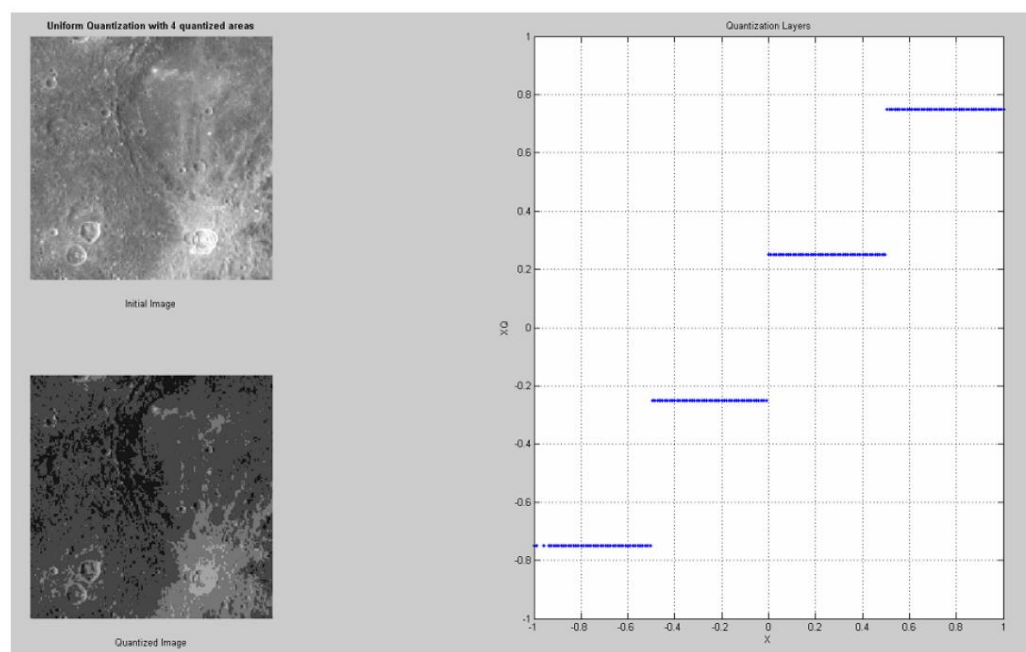 Uniform Quantization with 4 quantized areas
Initial Image
Quantized Image
Quantization Layers
1
0.8
0.6
0.4
0.2
0
-0.2
-0.4
-0.6
-0.8
-1
XQ
-1 -0.8 -0.6 -0.4 -0.2 0 0.2 0.4 0.6 0.8 1
X